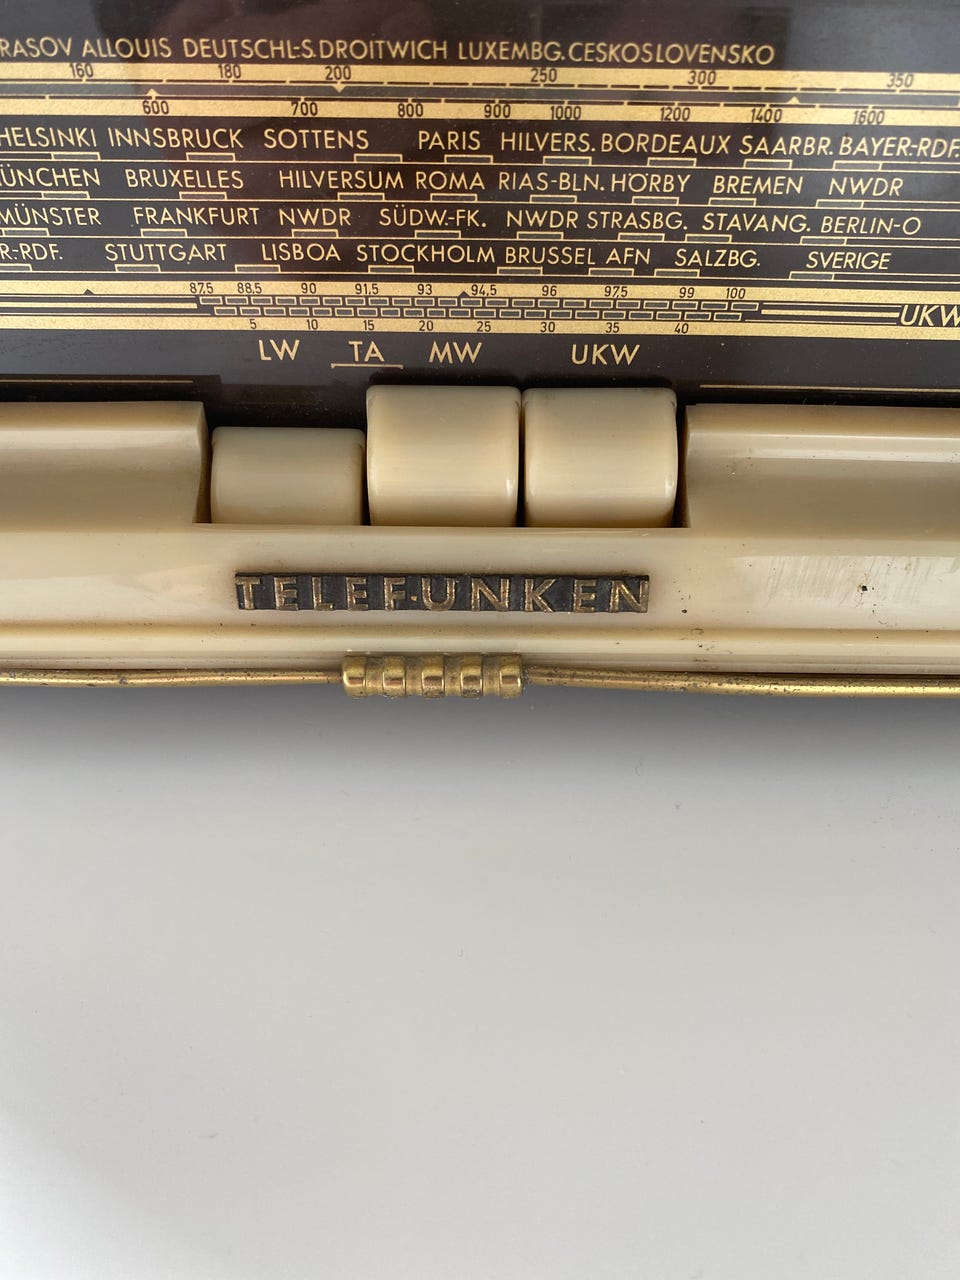 RASOV ALLOUIS DEUTSCHL-S. DROITWICH LUXEMBG. CESKOSLOVENSKO
160 180 200 250 300 350
600 700 800 900 1000 1200 1400 1600
HELSINKI INNSBRUCK SOTTENS PARIS HILVERS. BORDEAUX SAARBR. BAYER.-RDF.
ÜNCHEN BRUXELLES HILVERSUM ROMA RIAS-BLN. HÖRBY BREMEN NWDR
MÜNSTER FRANKFURT NWDR SÜDW.-FK. NWDR STRASBG. STAVANG. BERLIN-O
R.-RDF. STUTTGART LISBOA STOCKHOLM BRUSSEL AFN SALZBG. SVERIGE
87,5 88,5 90 91,5 93 94,5 96 97,5 99 100
UKW
5 10 15 20 25 30 35 40
LW TA MW UKW
TELEFUNKEN